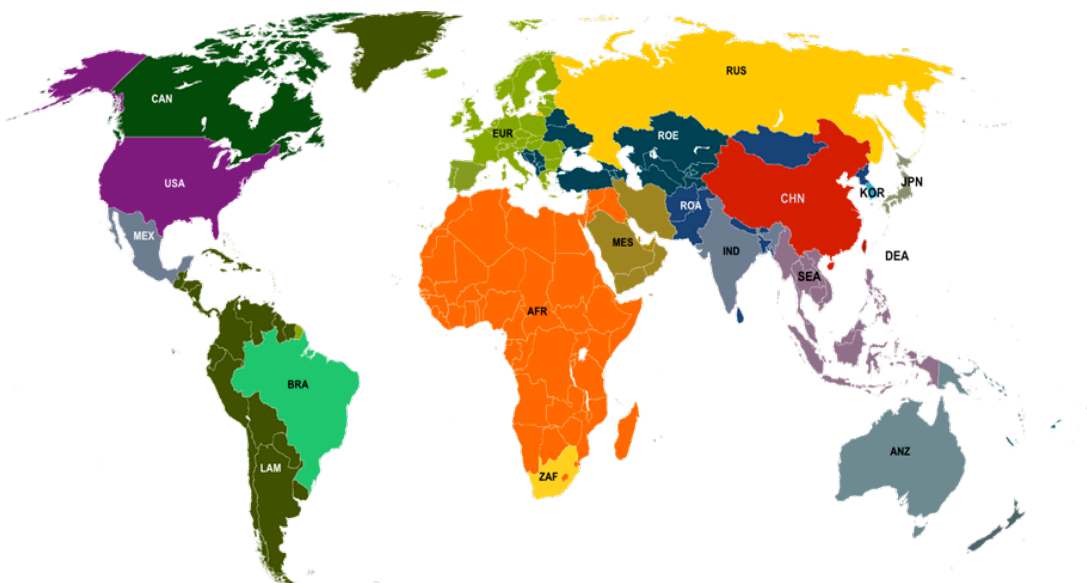 RUS
CAN
EUR
ROE
USA
JPN
KOR
CHN
ROA
MEX
MES
IND
DEA
SEA
AFR
BRA
ANZ
LAM
ZAF